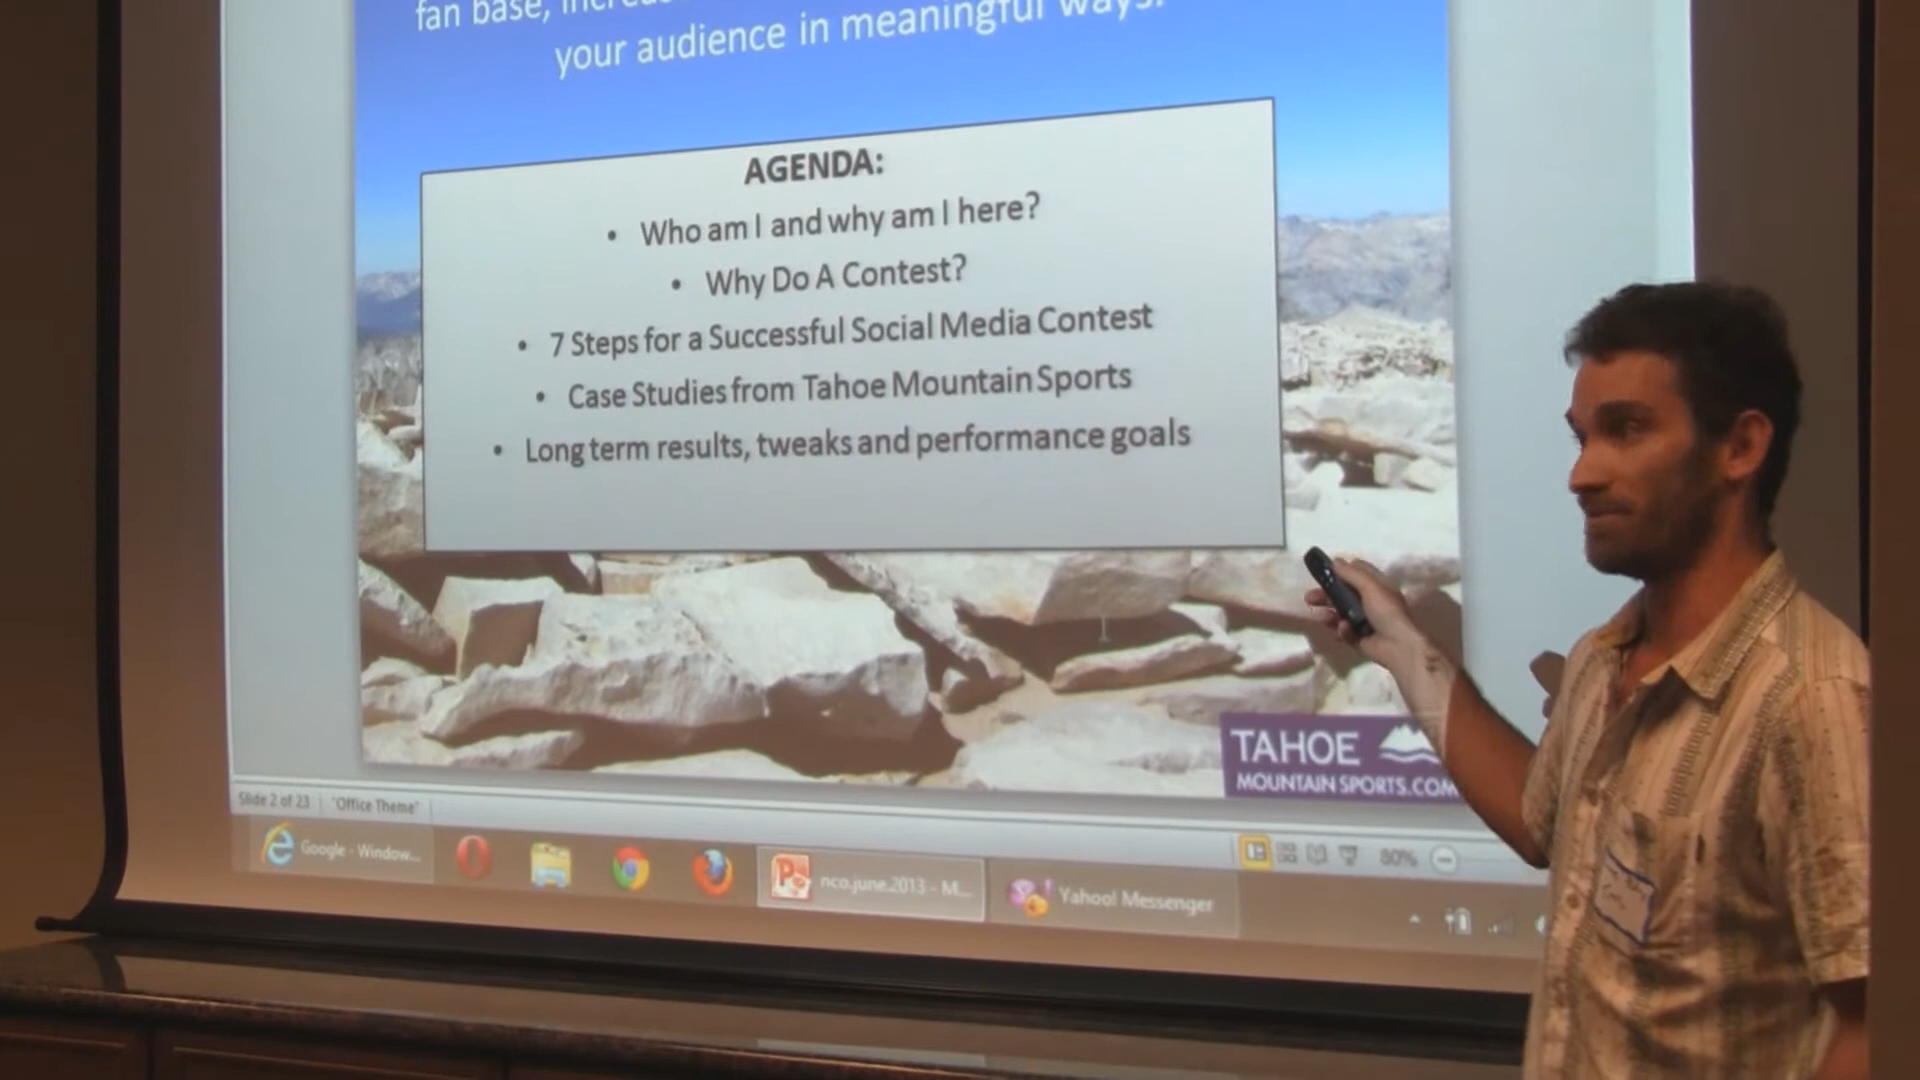 fan base,
your audience in meaningful ways.
AGENDA:
• Who am I and why am I here?
• Why Do A Contest?
• 7 Steps for a Successful Social Media Contest
• Case Studies from Tahoe Mountain Sports
• Long term results, tweaks and performance goals
TAHOE
MOUNTAIN SPORTS.COM
Slide 2 of 23 "Office Theme"
80%
Google - Window...
nco.june.2013 - M...
Yahoo! Messenger